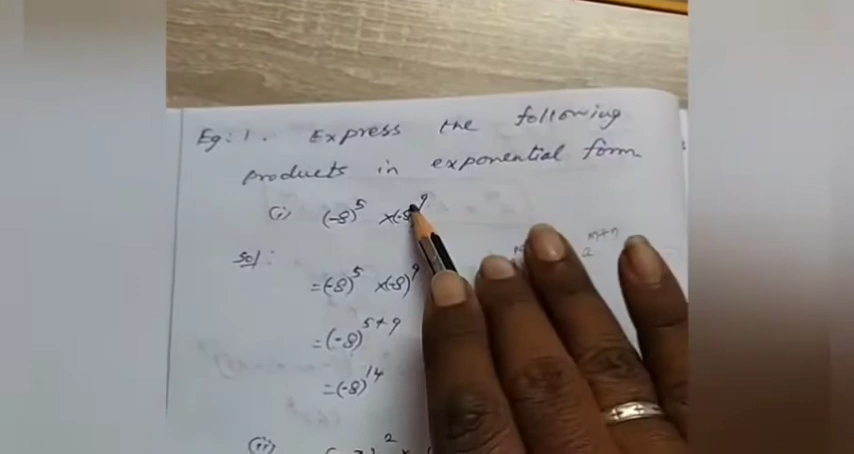 Eg:1. Express the following
products in exponential form
(i) (-8)^5 ×(-8)^9
Sol:
=(-8)^5 ×(-8)^9
a^m+n
=(-8)^5+9
=(-8)^14
(ii)